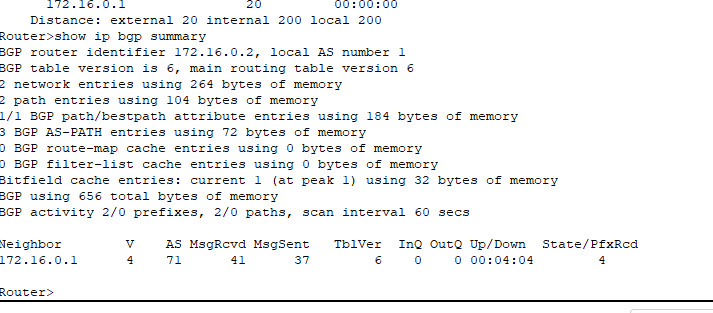 172.16.0.1 20 00:00:00
Distance: external 20 internal 200 local 200
Router>show ip bgp summary
BGP router identifier 172.16.0.2, local AS number 1
BGP table version is 6, main routing table version 6
2 network entries using 264 bytes of memory
2 path entries using 104 bytes of memory
1/1 BGP path/bestpath attribute entries using 184 bytes of memory
3 BGP AS-PATH entries using 72 bytes of memory
0 BGP route-map cache entries using 0 bytes of memory
0 BGP filter-list cache entries using 0 bytes of memory
Bitfield cache entries: current 1 (at peak 1) using 32 bytes of memory
BGP using 656 total bytes of memory
BGP activity 2/0 prefixes, 2/0 paths, scan interval 60 secs
Neighbor V AS MsgRcvd MsgSent TblVer InQ OutQ Up/Down State/PfxRcd
172.16.0.1 4 71 41 37 6 0 0 00:04:04 4
Router>